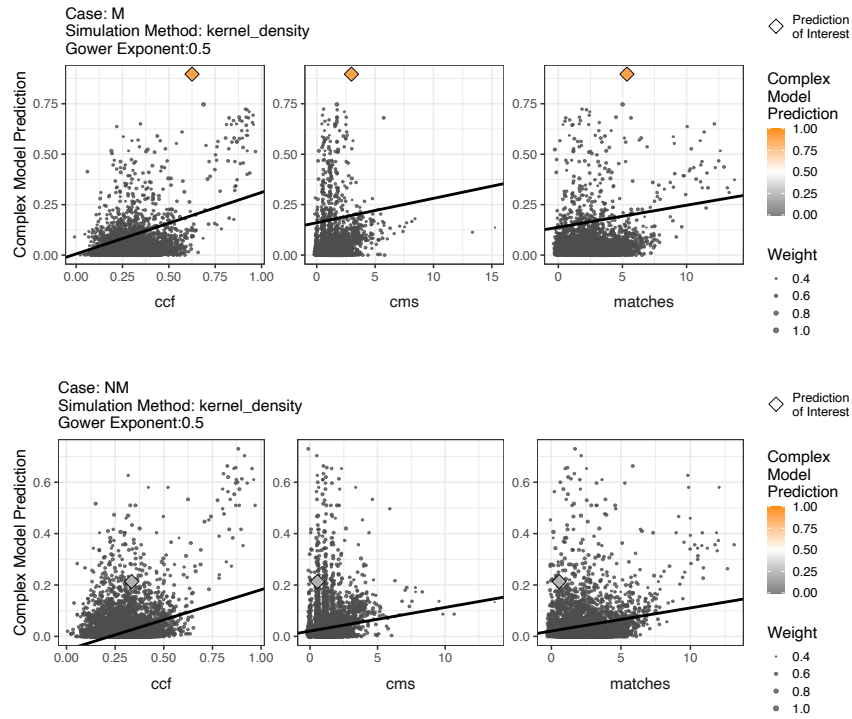 Case: M
Simulation Method: kernel_density
Gower Exponent:0.5
Complex Model Prediction
0.75
0.50
0.25
0.00
0.00 0.25 0.50 0.75 1.00
ccf
0 5 10 15
cms
0 5 10
matches
Prediction
of Interest
Complex
Model
Prediction
1.00
0.75
0.50
0.25
0.00
Weight
0.4
0.6
0.8
1.0
Case: NM
Simulation Method: kernel_density
Gower Exponent:0.5
Complex Model Prediction
0.6
0.4
0.2
0.0
0.00 0.25 0.50 0.75 1.00
ccf
0 5 10
cms
0 5 10
matches
Prediction
of Interest
Complex
Model
Prediction
1.00
0.75
0.50
0.25
0.00
Weight
0.4
0.6
0.8
1.0